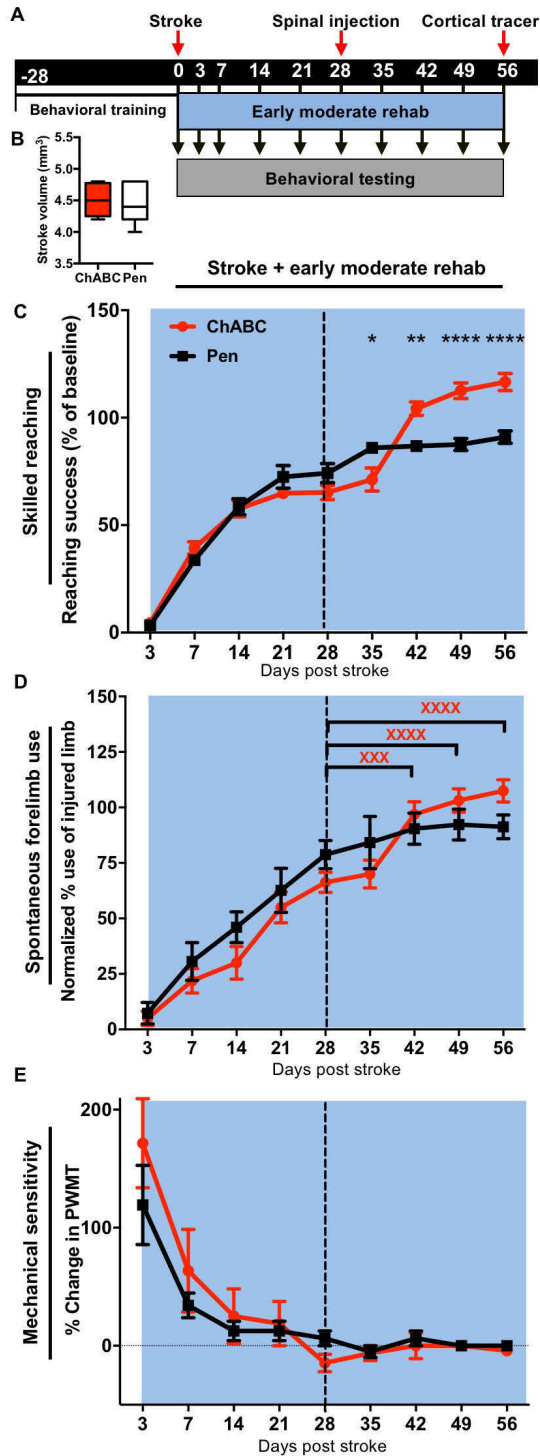 A
Stroke Spinal injection Cortical tracer
-28 0 3 7 14 21 28 35 42 49 56
Behavioral training Early moderate rehab
Behavioral testing
B
Stroke volume (mm³)
5.5
5.0
4.5
4.0
3.5
ChABC Pen
Stroke + early moderate rehab
C
Skilled reaching
Reaching success (% of baseline)
150
100
50
0
ChABC
Pen
* ** **** ****
3 7 14 21 28 35 42 49 56
Days post stroke
D
Spontaneous forelimb use
Normalized % use of injured limb
150
125
100
75
50
25
0
XXXX
XXXX
XXX
3 7 14 21 28 35 42 49 56
Days post stroke
E
Mechanical sensitivity
% Change in PWMT
200
100
0
3 7 14 21 28 35 42 49 56
Days post stroke